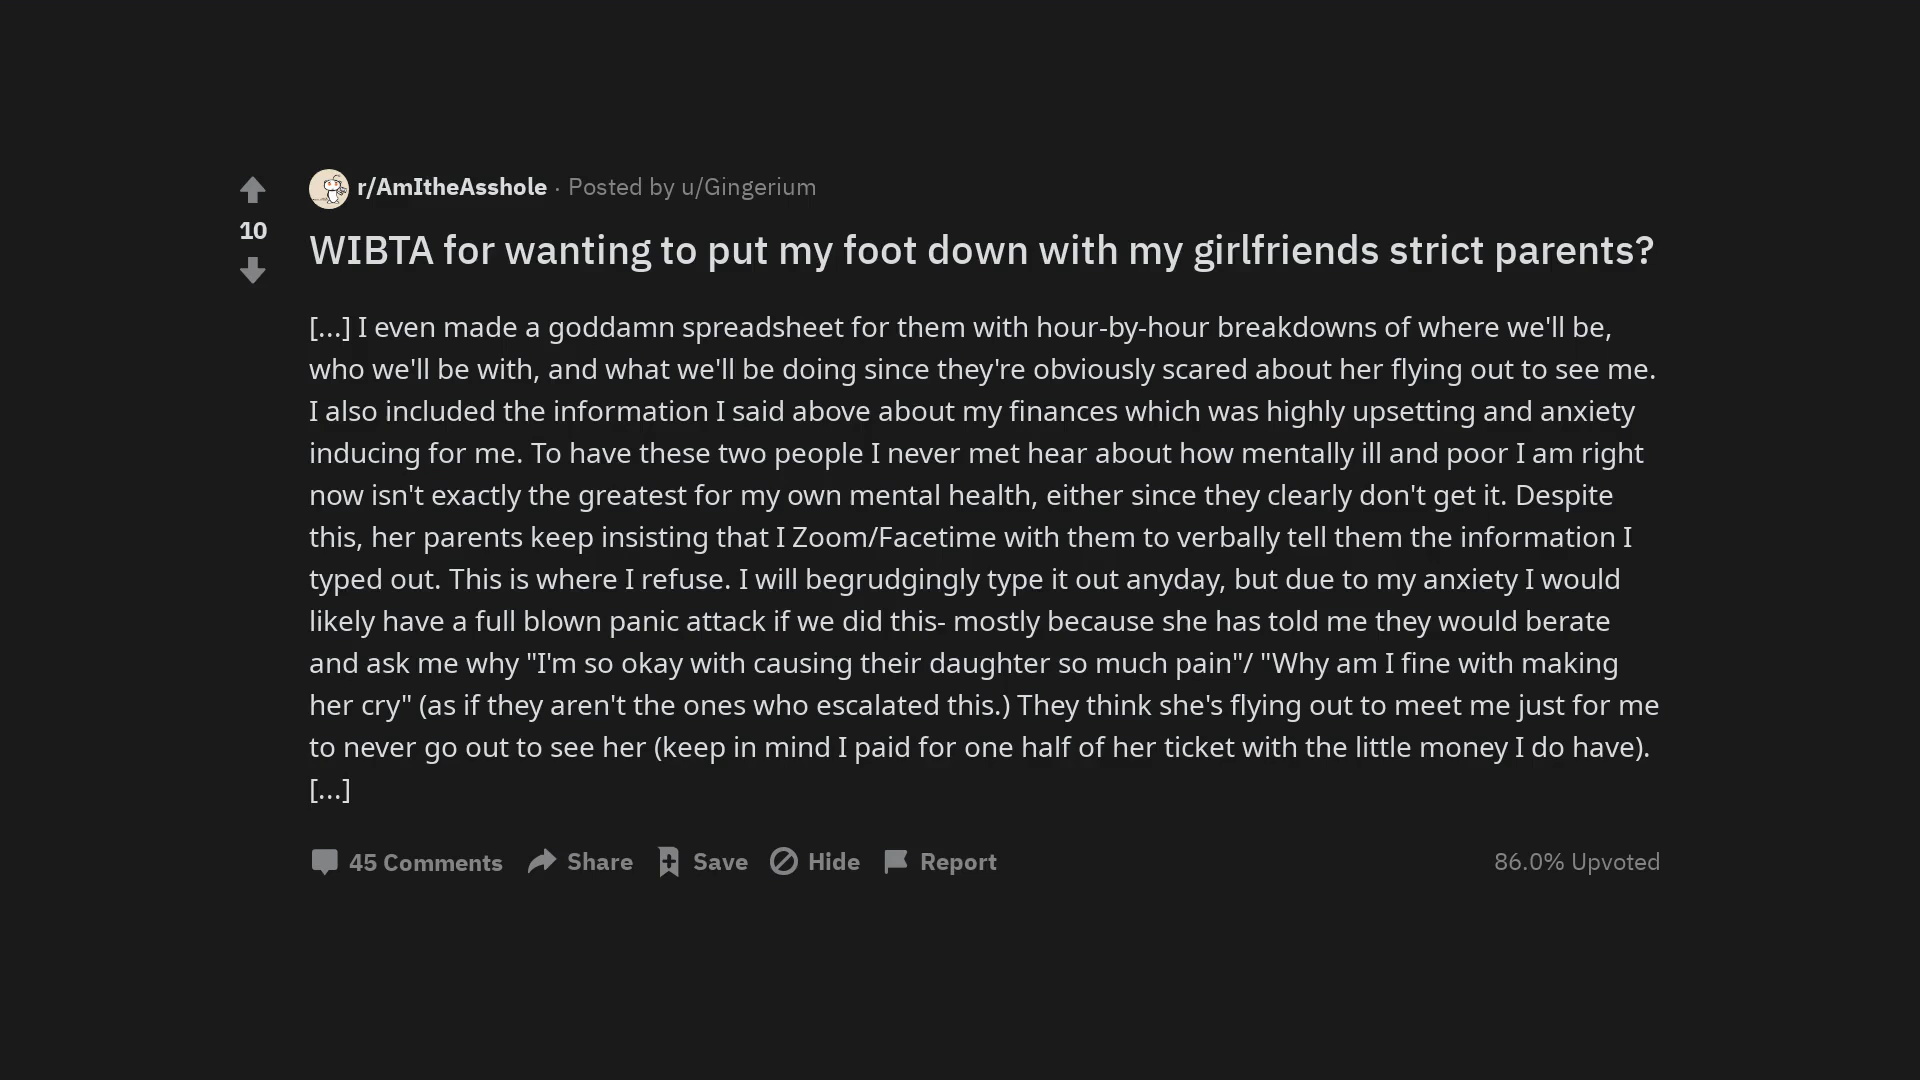 r/AmItheAsshole · Posted by u/Gingerium
10
WIBTA for wanting to put my foot down with my girlfriends strict parents?
[...] I even made a goddamn spreadsheet for them with hour-by-hour breakdowns of where we'll be,
who we'll be with, and what we'll be doing since they're obviously scared about her flying out to see me.
I also included the information I said above about my finances which was highly upsetting and anxiety
inducing for me. To have these two people I never met hear about how mentally ill and poor I am right
now isn't exactly the greatest for my own mental health, either since they clearly don't get it. Despite
this, her parents keep insisting that I Zoom/Facetime with them to verbally tell them the information I
typed out. This is where I refuse. I will begrudgingly type it out anyday, but due to my anxiety I would
likely have a full blown panic attack if we did this- mostly because she has told me they would berate
and ask me why "I'm so okay with causing their daughter so much pain"/ "Why am I fine with making
her cry" (as if they aren't the ones who escalated this.) They think she's flying out to meet me just for me
to never go out to see her (keep in mind I paid for one half of her ticket with the little money I do have).
[...]
45 Comments Share Save Hide Report 86.0% Upvoted